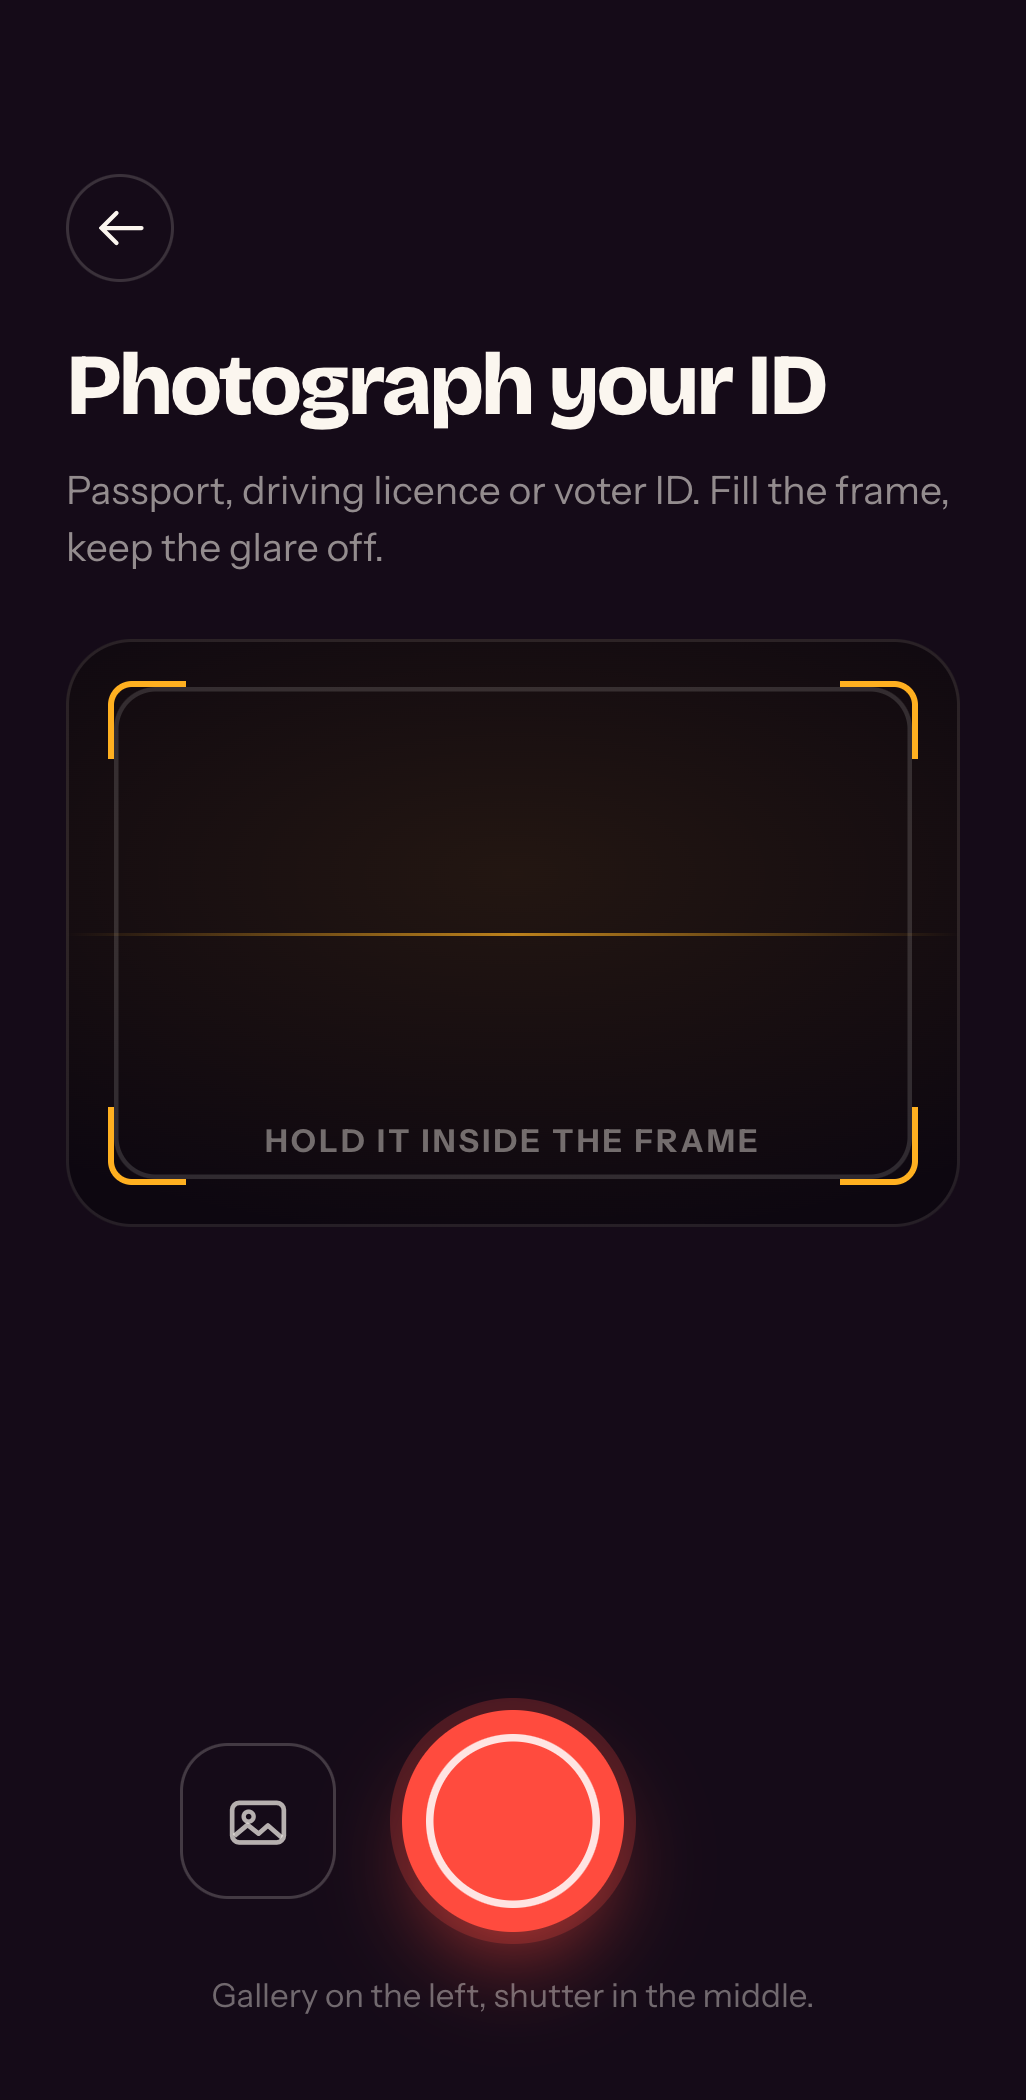 Photograph your ID
Passport, driving licence or voter ID. Fill the frame,
keep the glare off.
HOLD IT INSIDE THE FRAME
Gallery on the left, shutter in the middle.